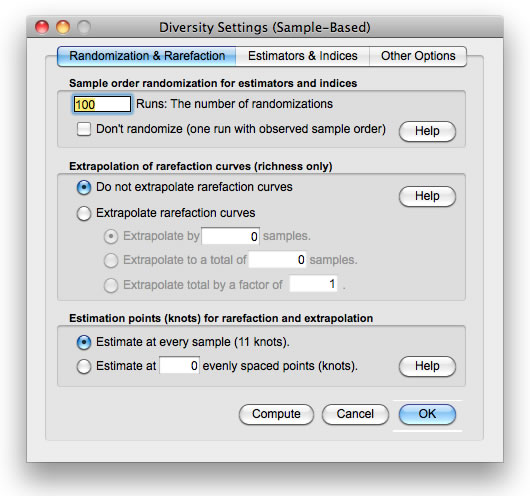 Diversity Settings (Sample-Based)
Randomization & Rarefaction Estimators & Indices Other Options
Sample order randomization for estimators and indices
100 Runs: The number of randomizations
Don't randomize (one run with observed sample order) Help
Extrapolation of rarefaction curves (richness only)
Do not extrapolate rarefaction curves Help
Extrapolate rarefaction curves
Extrapolate by 0 samples.
Extrapolate to a total of 0 samples.
Extrapolate total by a factor of 1 .
Estimation points (knots) for rarefaction and extrapolation
Estimate at every sample (11 knots).
Estimate at 0 evenly spaced points (knots). Help
Compute Cancel OK